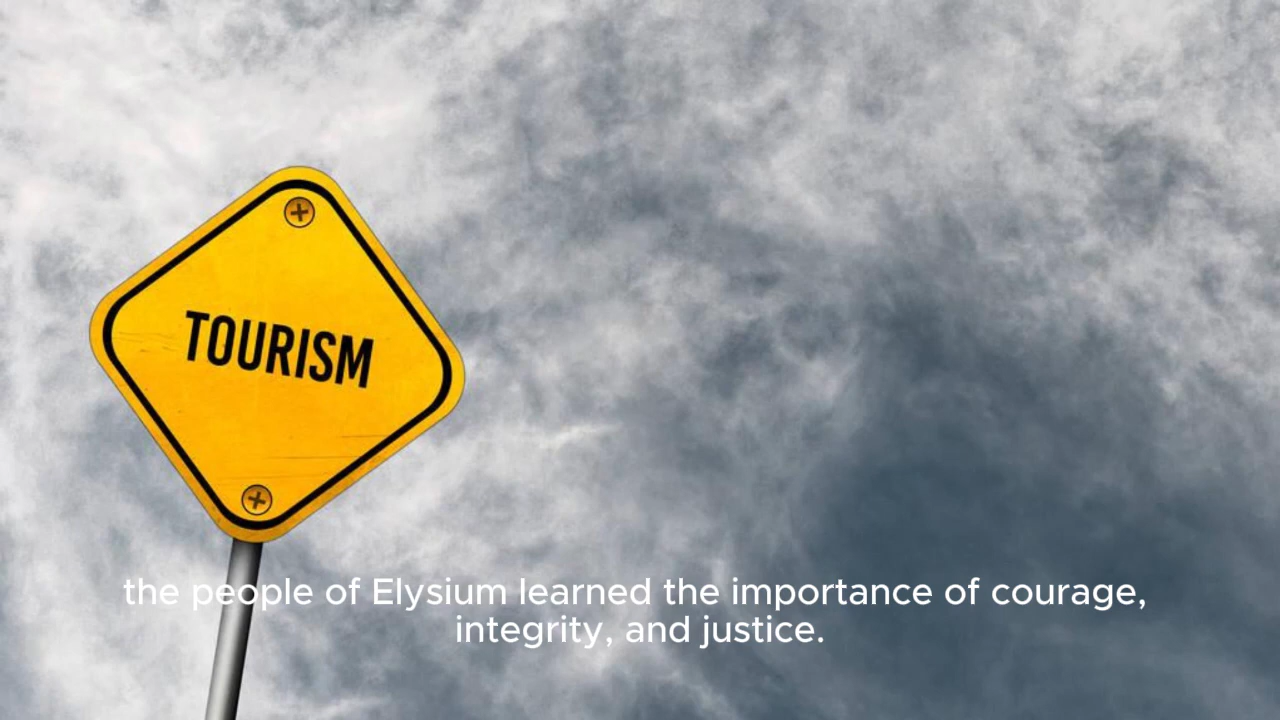 TOURISM
the people of Elysium learned the importance of courage,
integrity, and justice.